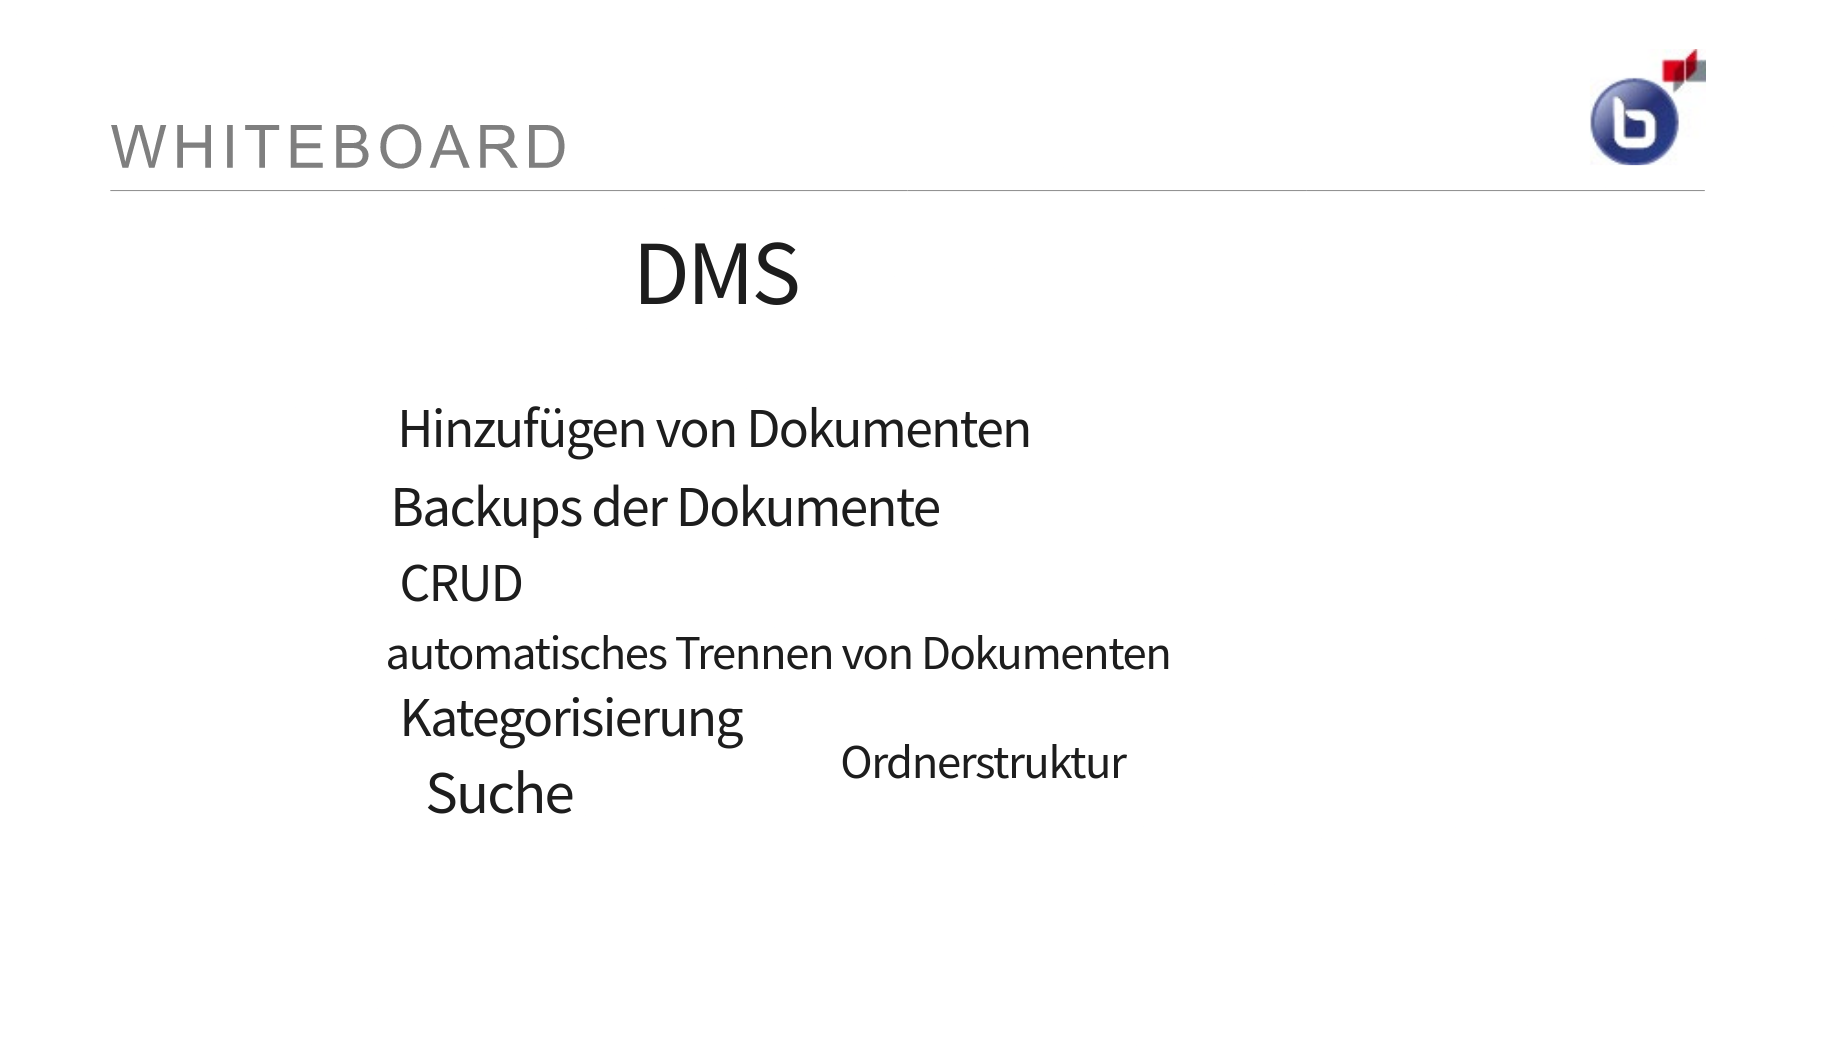 WHITEBOARD
DMS
Hinzufügen von Dokumenten
Backups der Dokumente
CRUD
automatisches Trennen von Dokumenten
Kategorisierung
Ordnerstruktur
Suche